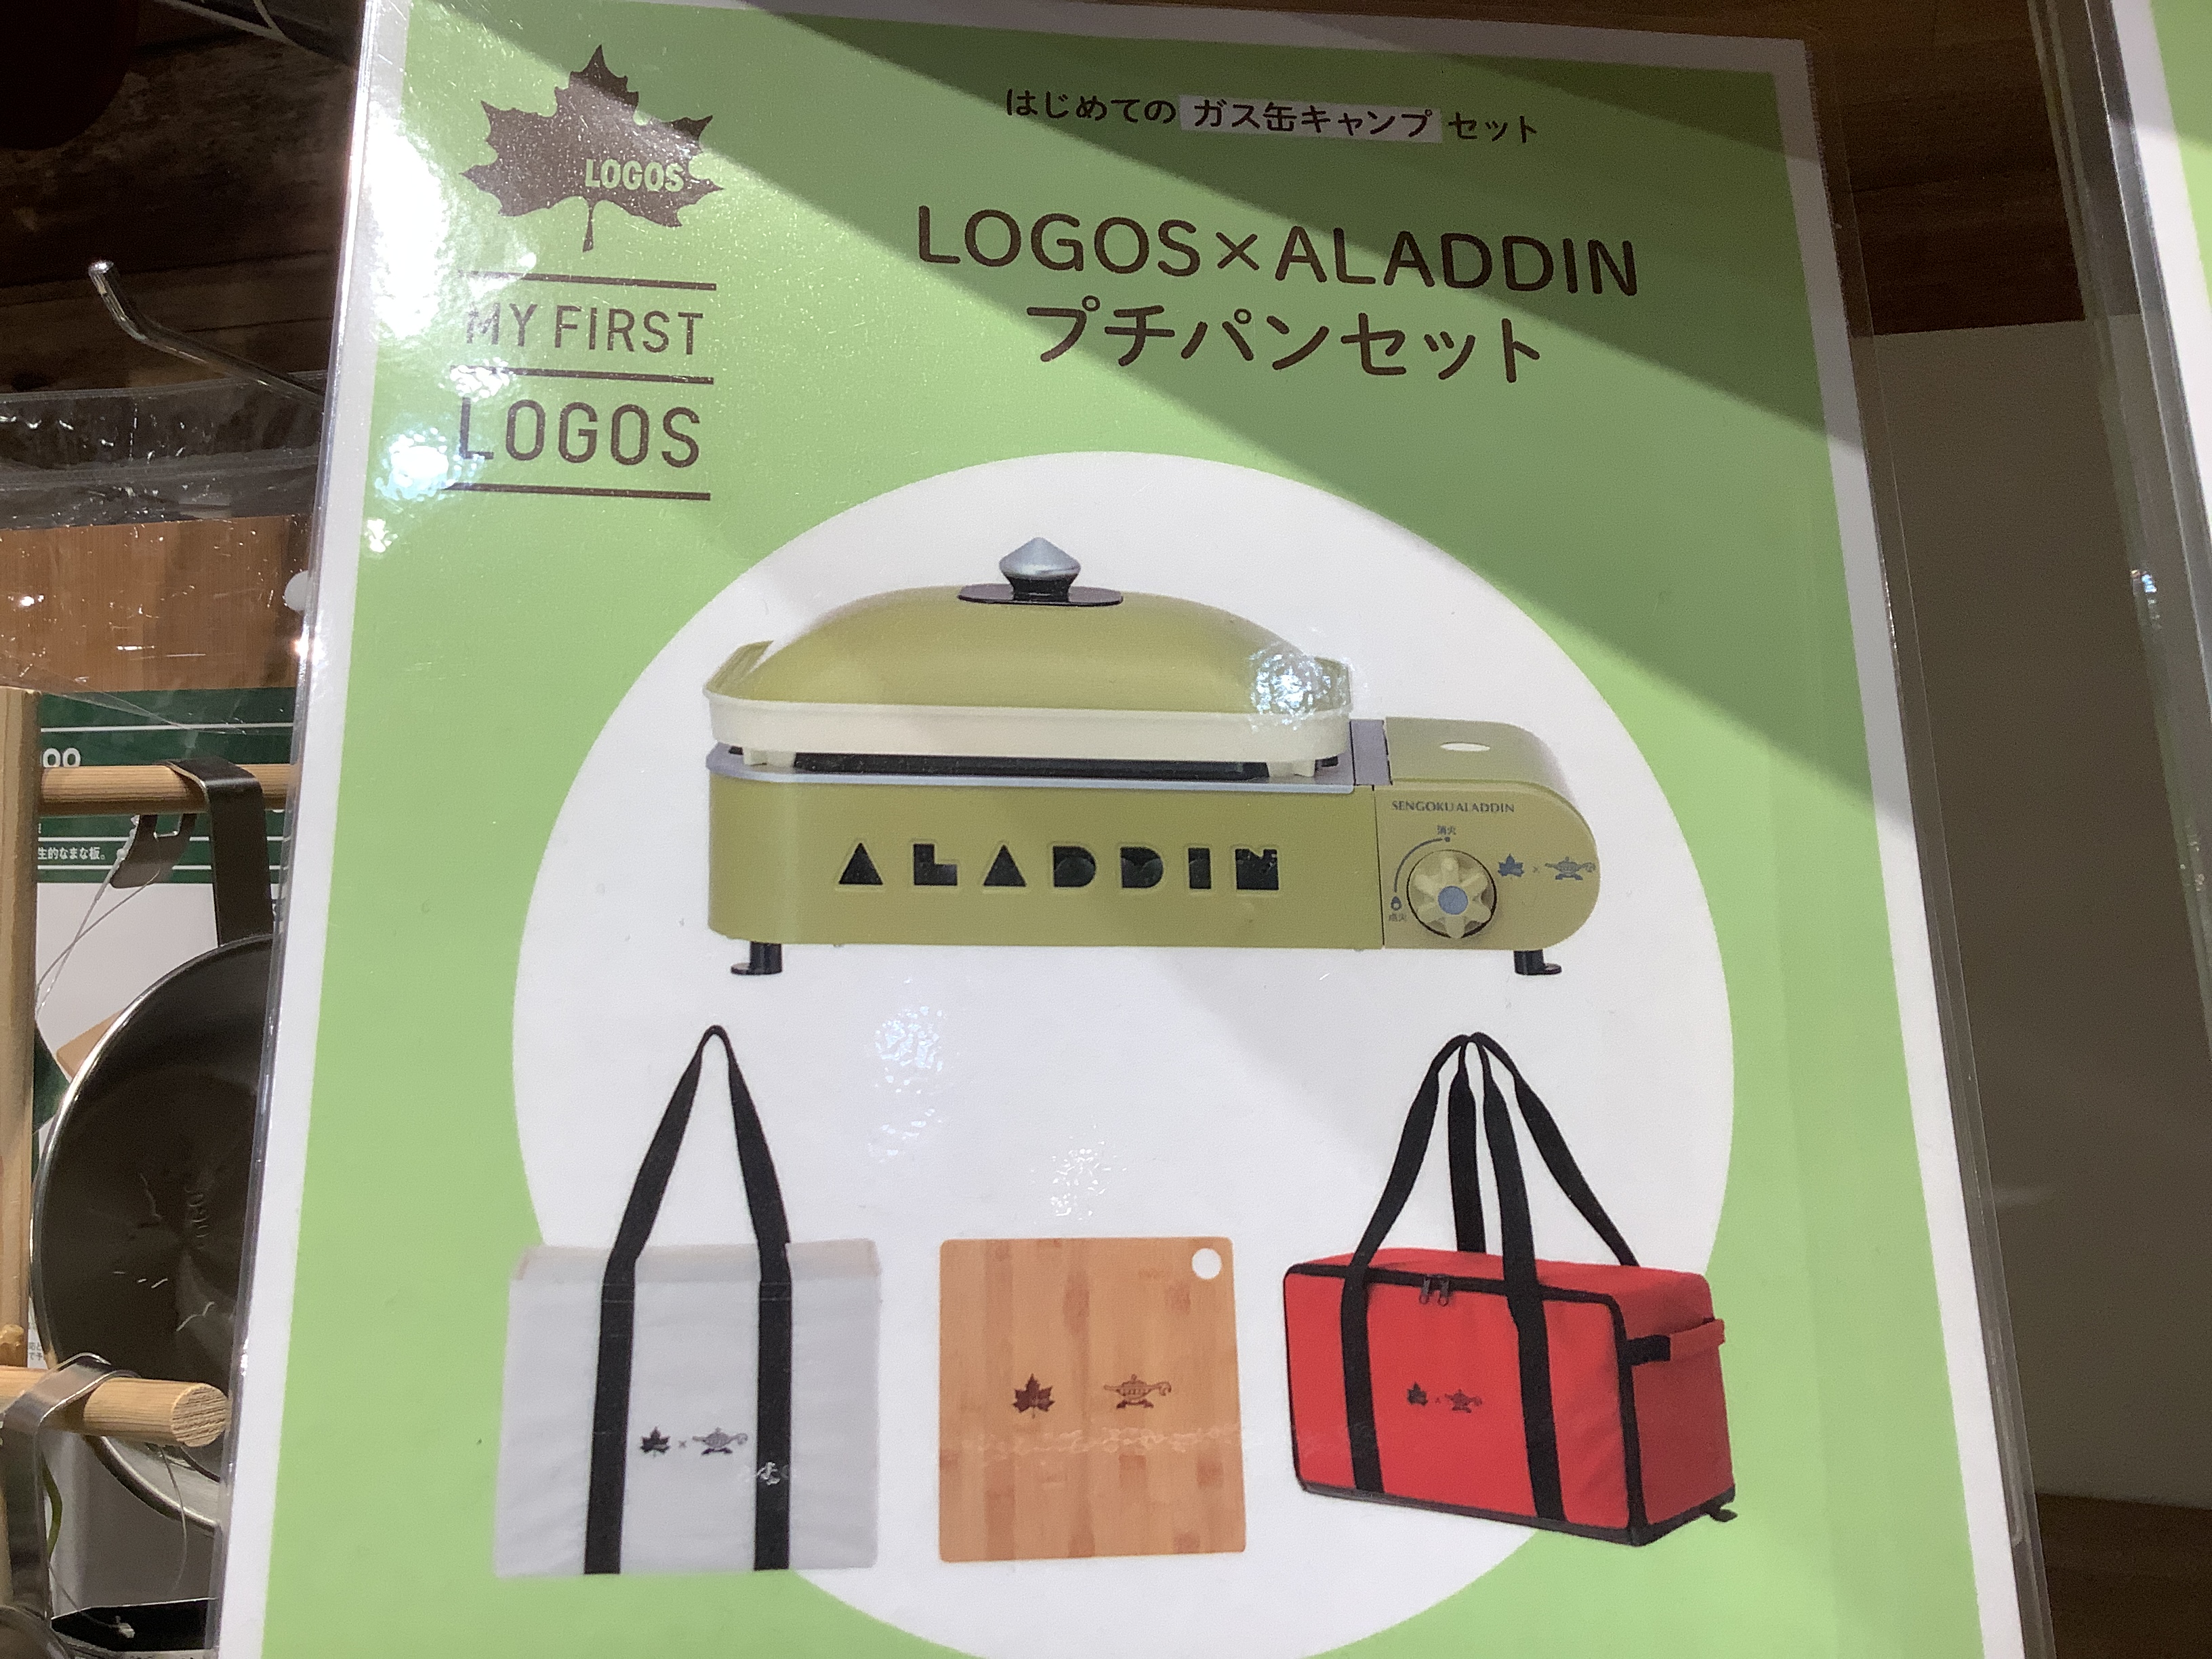 はじめての ガス缶キャンプ セット
LOGOS
LOGOS×ALADDIN
プチパンセット
MY FIRST
LOGOS
SENGOKU ALADDIN
消火
ALADDIN
×
点火
×
×
生的なまな板。